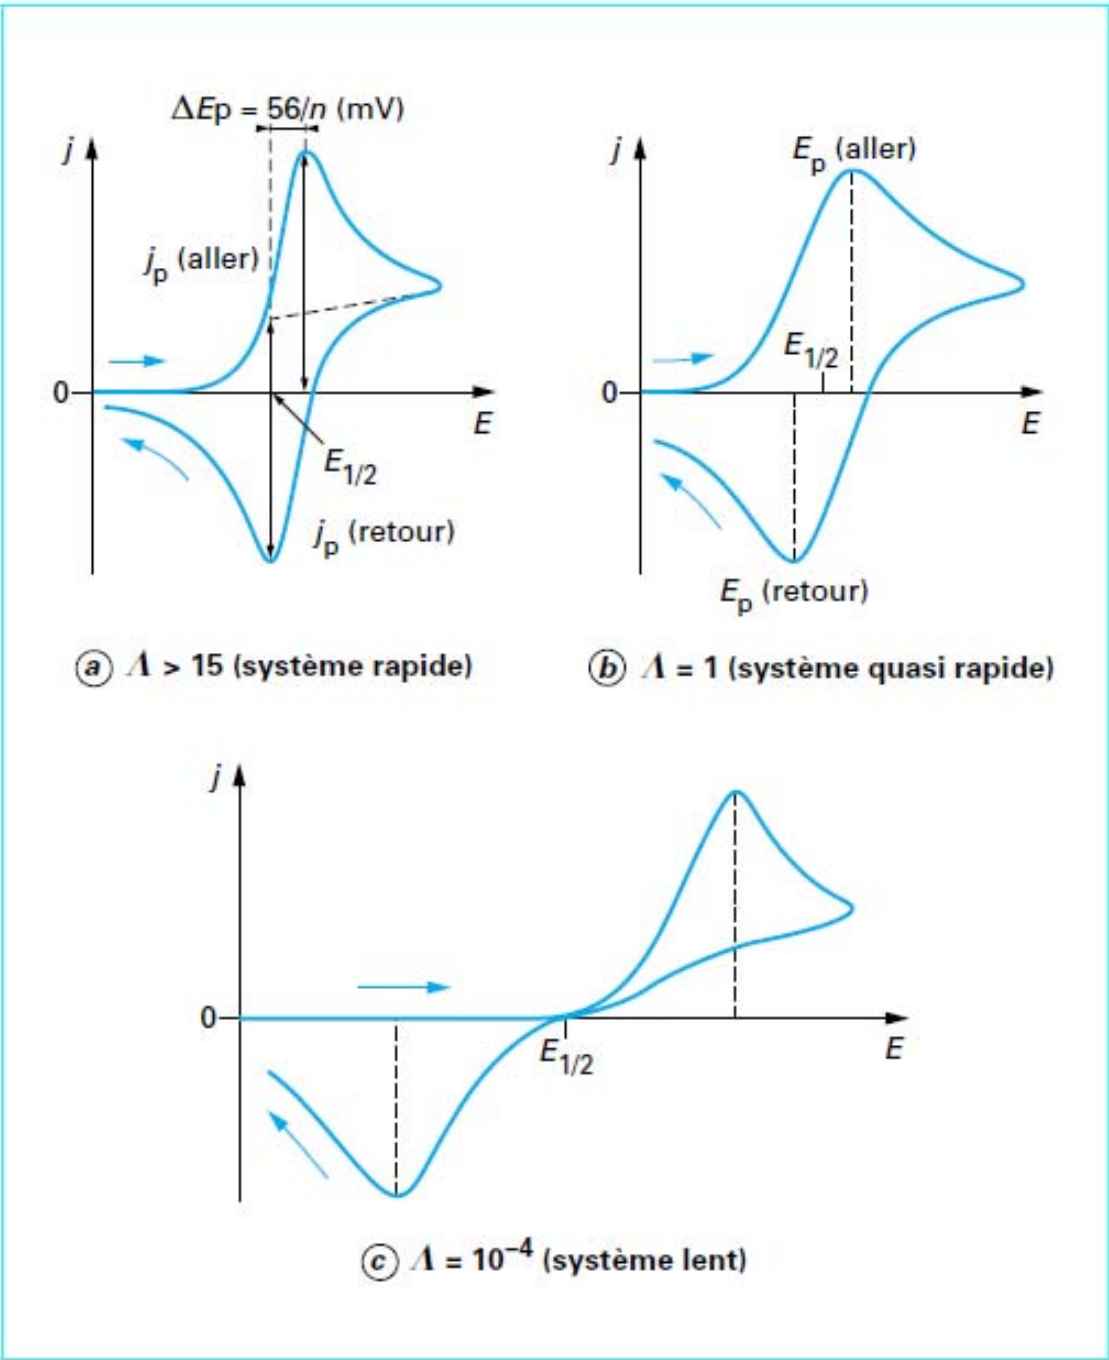 ΔEp = 56/n (mV)
j
jp (aller)
0
E
E1/2
jp (retour)
ⓐ Λ > 15 (système rapide)
j
Ep (aller)
E1/2
0
E
Ep (retour)
ⓑ Λ = 1 (système quasi rapide)
j
0
E1/2
E
ⓒ Λ = 10–4 (système lent)